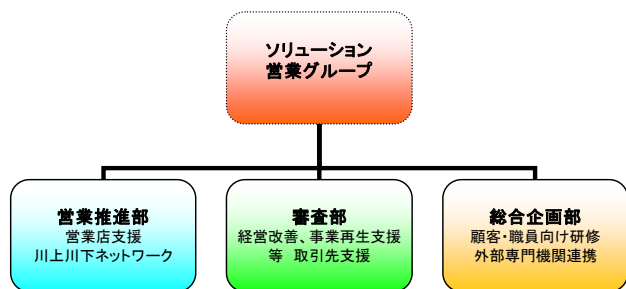 ソリューション
営業グループ
営業推進部
営業店支援
川上川下ネットワーク
審査部
経営改善、事業再生支援
等　取引先支援
総合企画部
顧客・職員向け研修
外部専門機関連携